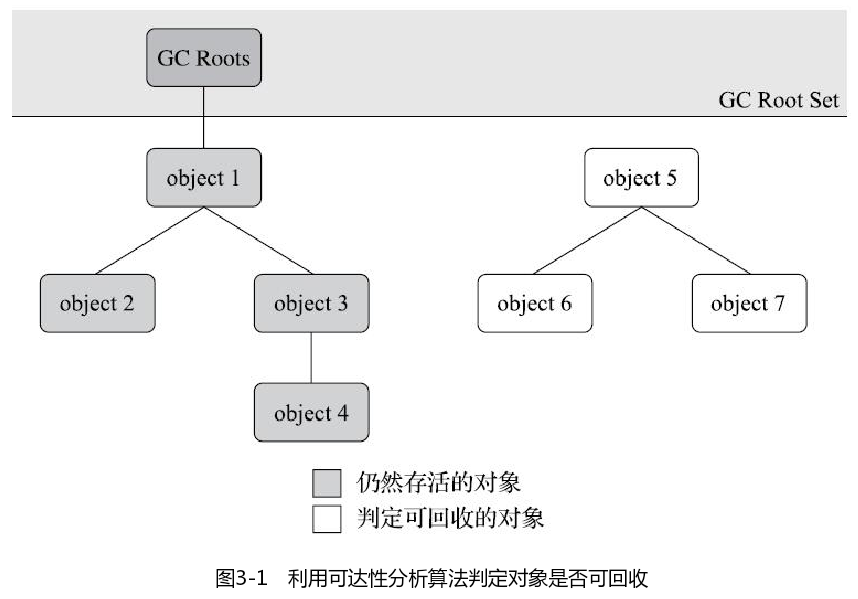 GC Roots
GC Root Set
object 1
object 5
object 2
object 3
object 6
object 7
object 4
仍然存活的对象
判定可回收的对象
图3-1 利用可达性分析算法判定对象是否可回收